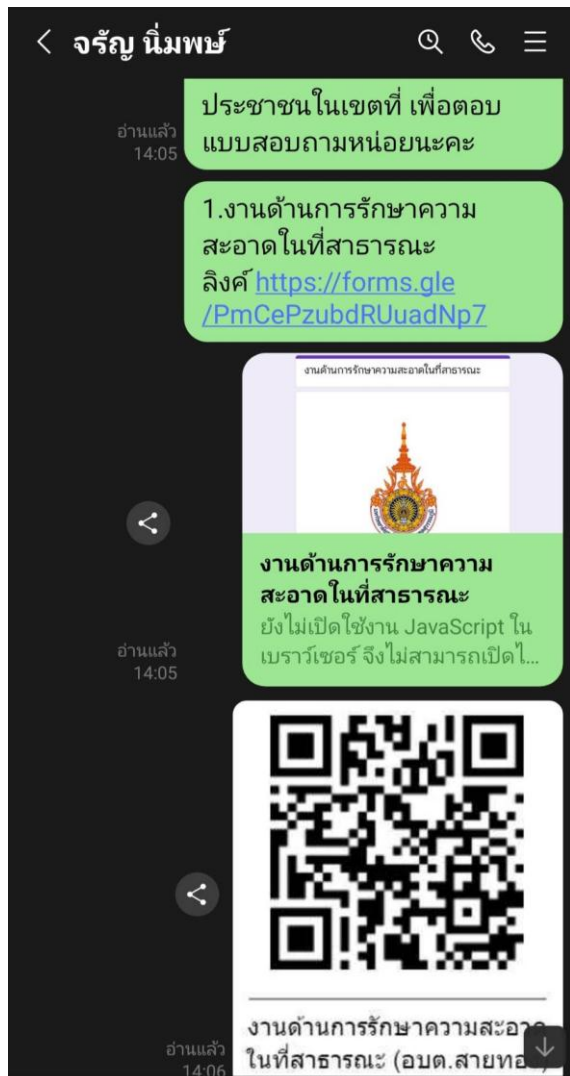 จรัญ นิ่มพษ์
ประชาชนในเขตที่ เพื่อตอบ
แบบสอบถามหน่อยนะคะ
อ่านแล้ว
14:05
1.งานด้านการรักษาความ
สะอาดในที่สาธารณะ
ลิงค์ https://forms.gle
/PmCePzubdRUuadNp7
งานด้านการรักษาความสะอาดในที่สาธารณะ
งานด้านการรักษาความ
สะอาดในที่สาธารณะ
ยังไม่เปิดใช้งาน JavaScript ใน
เบราว์เซอร์ จึงไม่สามารถเปิดไ...
อ่านแล้ว
14:05
งานด้านการรักษาความสะอาด
ในที่สาธารณะ (อบต.สายทอง)
อ่านแล้ว
14:06